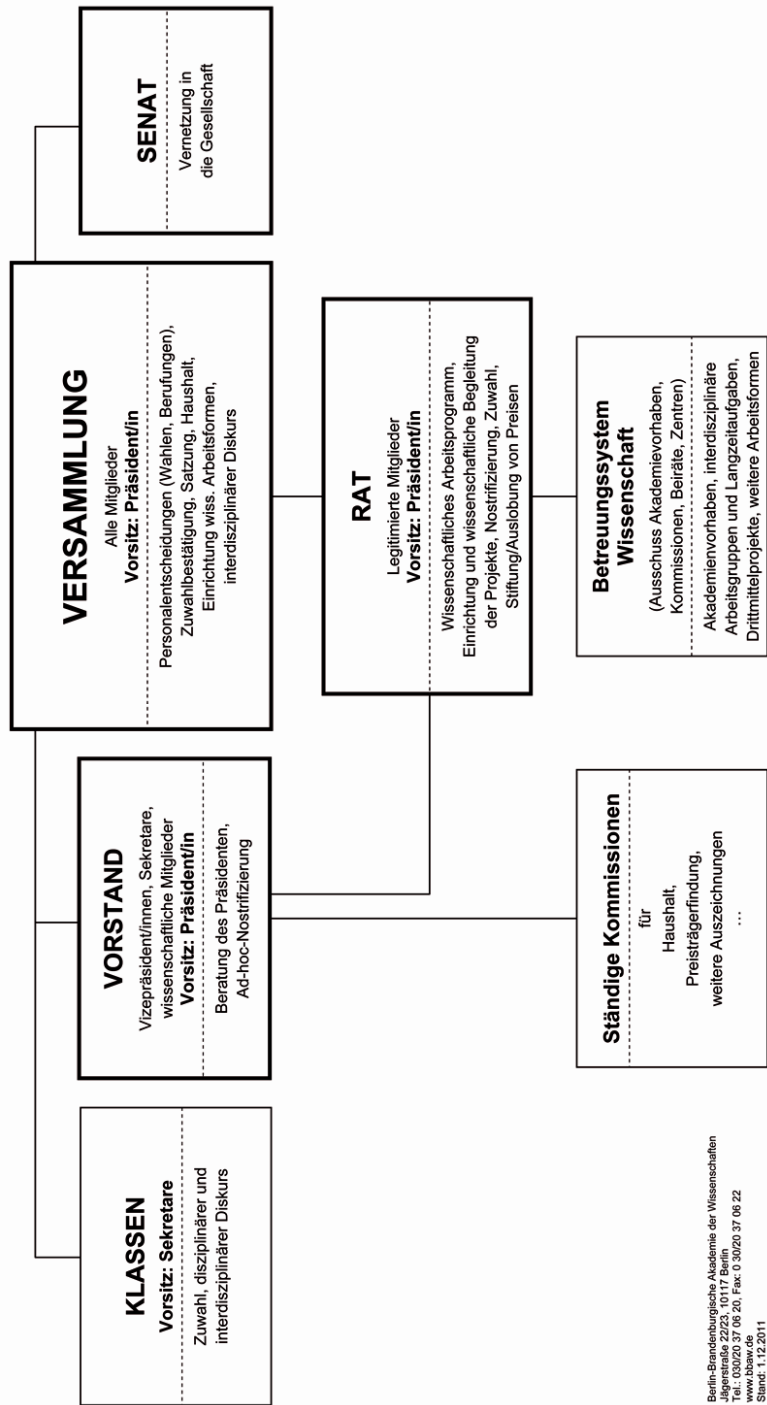 KLASSEN
Vorsitz: Sekretare
Zuwahl, disziplinärer und
interdisziplinärer Diskurs
VORSTAND
Vizepräsident/innen, Sekretare,
wissenschaftliche Mitglieder
Vorsitz: Präsident/in
Beratung des Präsidenten,
Ad-hoc-Nostrifizierung
VERSAMMLUNG
Alle Mitglieder
Vorsitz: Präsident/in
Personalentscheidungen (Wahlen, Berufungen),
Zuwahlbestätigung, Satzung, Haushalt,
Einrichtung wiss. Arbeitsformen,
interdisziplinärer Diskurs
SENAT
Vernetzung in
die Gesellschaft
RAT
Legitimierte Mitglieder
Vorsitz: Präsident/in
Wissenschaftliches Arbeitsprogramm,
Einrichtung und wissenschaftliche Begleitung
der Projekte, Nostrifizierung, Zuwahl,
Stiftung/Auslobung von Preisen
Ständige Kommissionen
für
Haushalt,
Preisträgerfindung,
weitere Auszeichnungen
...
Betreuungssystem
Wissenschaft
(Ausschuss Akademievorhaben,
Kommissionen, Beiräte, Zentren)
Akademienvorhaben, interdisziplinäre
Arbeitsgruppen und Langzeitaufgaben,
Drittmittelprojekte, weitere Arbeitsformen
Berlin-Brandenburgische Akademie der Wissenschaften
Jägerstraße 22/23, 10117 Berlin
Tel.: 030/20 37 06 20, Fax: 0 30/20 37 06 22
www.bbaw.de
Stand: 1.12.2011